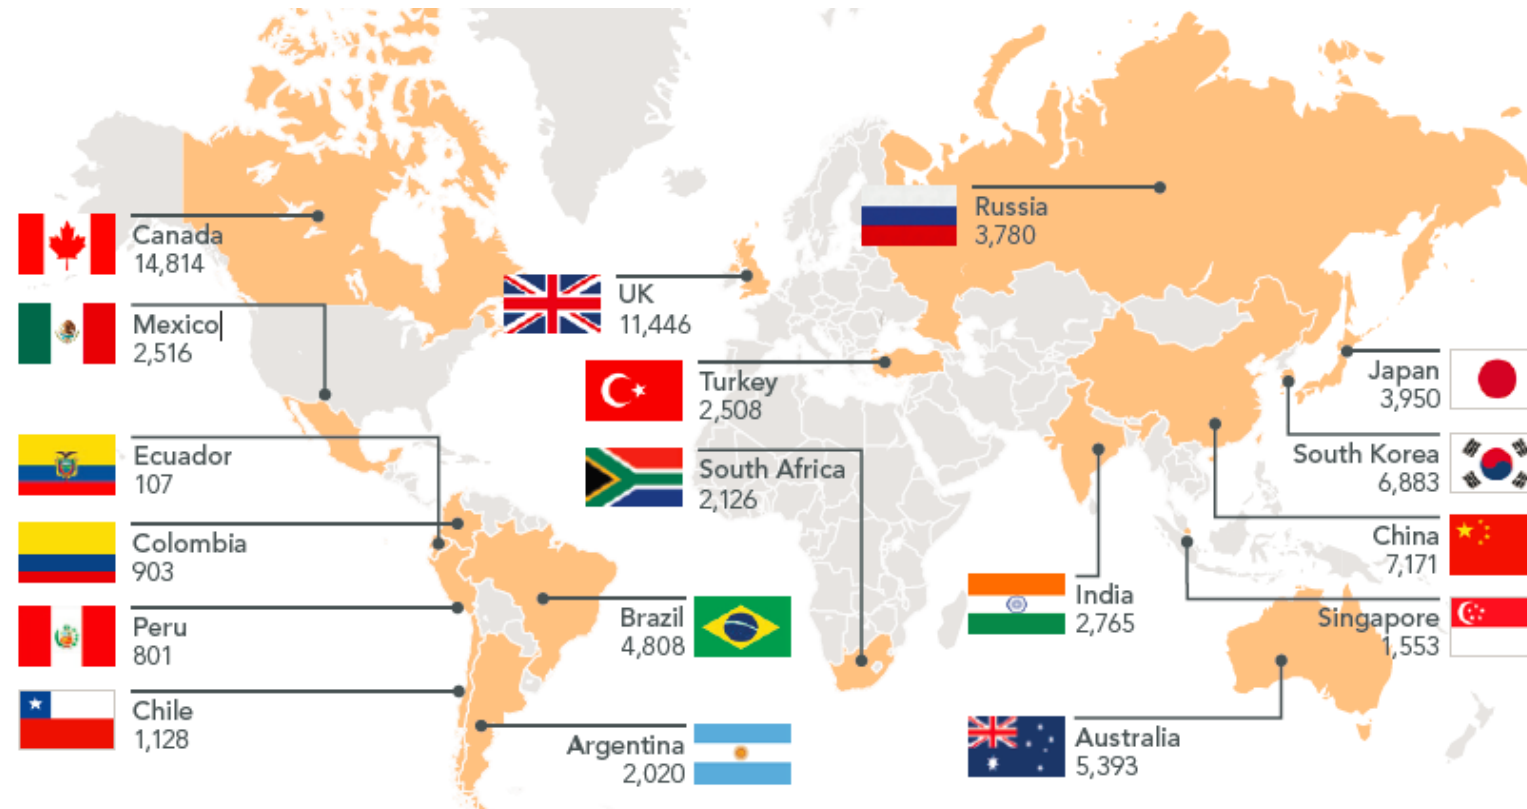 Canada
14,814
Mexico
2,516
Ecuador
107
Colombia
903
Peru
801
Chile
1,128
UK
11,446
Turkey
2,508
South Africa
2,126
Brazil
4,808
Argentina
2,020
Russia
3,780
India
2,765
Australia
5,393
Japan
3,950
South Korea
6,883
China
7,171
Singapore
1,553